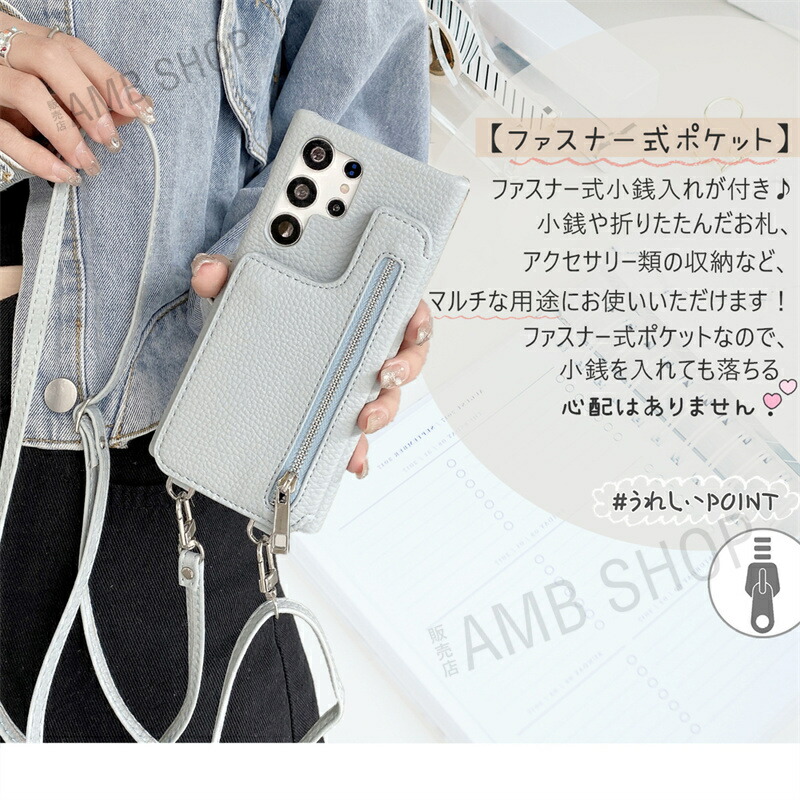 販売店 AMB SHOP
【ファスナー式ポケット】
ファスナー式小銭入れが付き♪
小銭や折りたたんだお札、
アクセサリー類の収納など、
マルチな用途にお使いいただけます！
ファスナー式ポケットなので、
小銭を入れても落ちる
心配はありません！
#うれしいPOINT
販売店 AMB SHOP